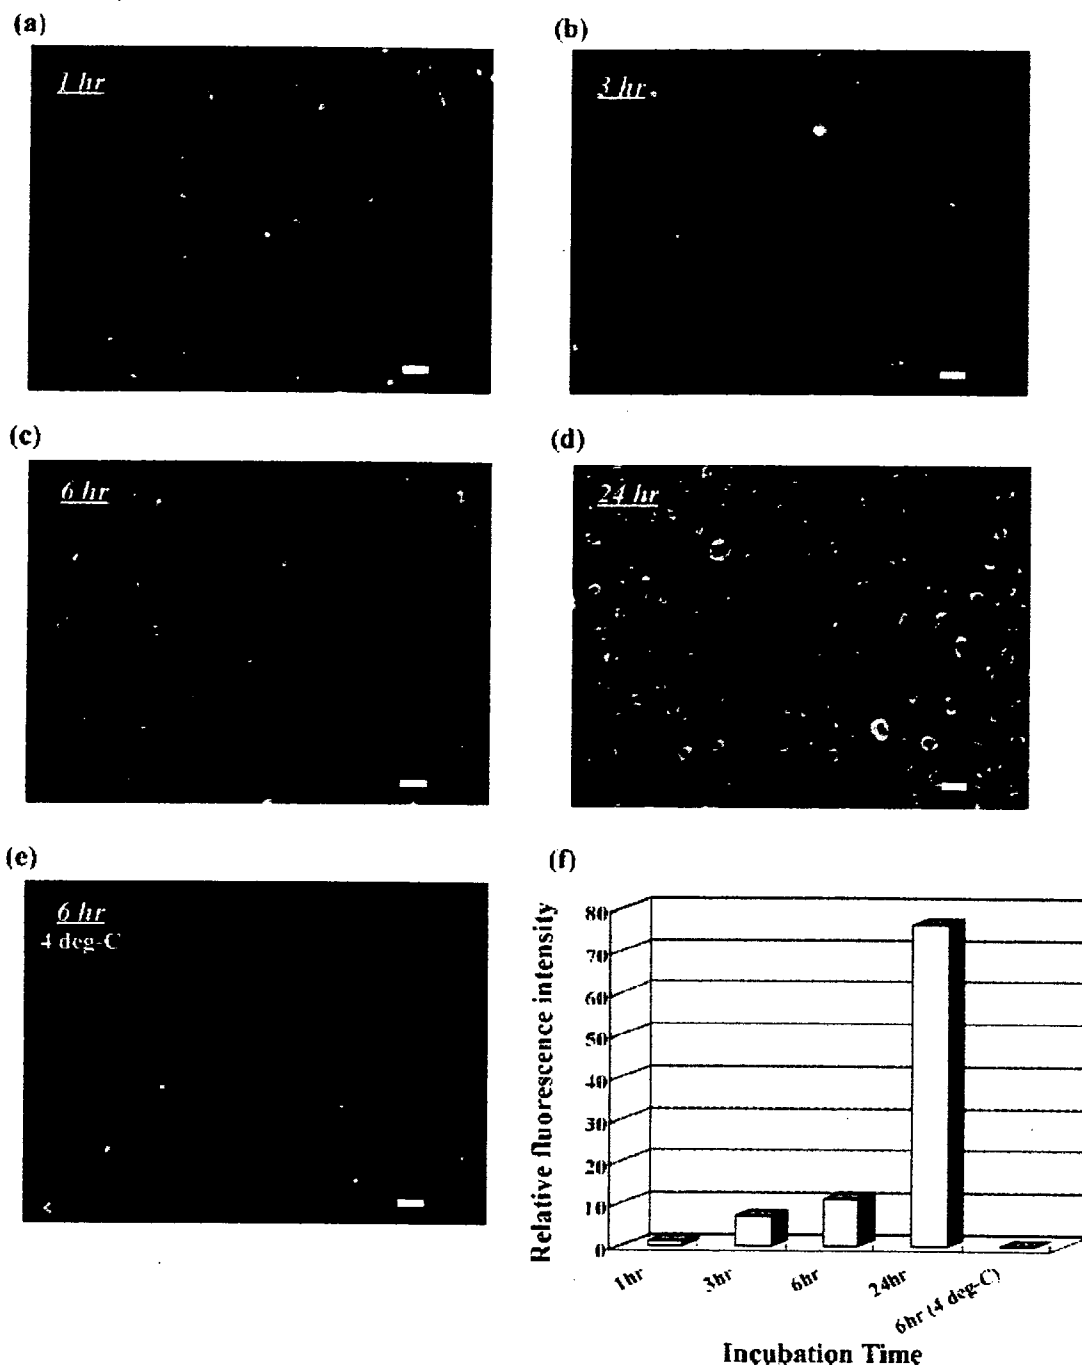 (a)
1 hr
(b)
3 hr
(c)
6 hr
(d)
24 hr
(e)
6 hr
4 deg-C
(f)
Relative fluorescence intensity
80
70
60
50
40
30
20
10
0
1hr
3hr
6hr
24hr
6hr (4 deg-C)
Incubation Time